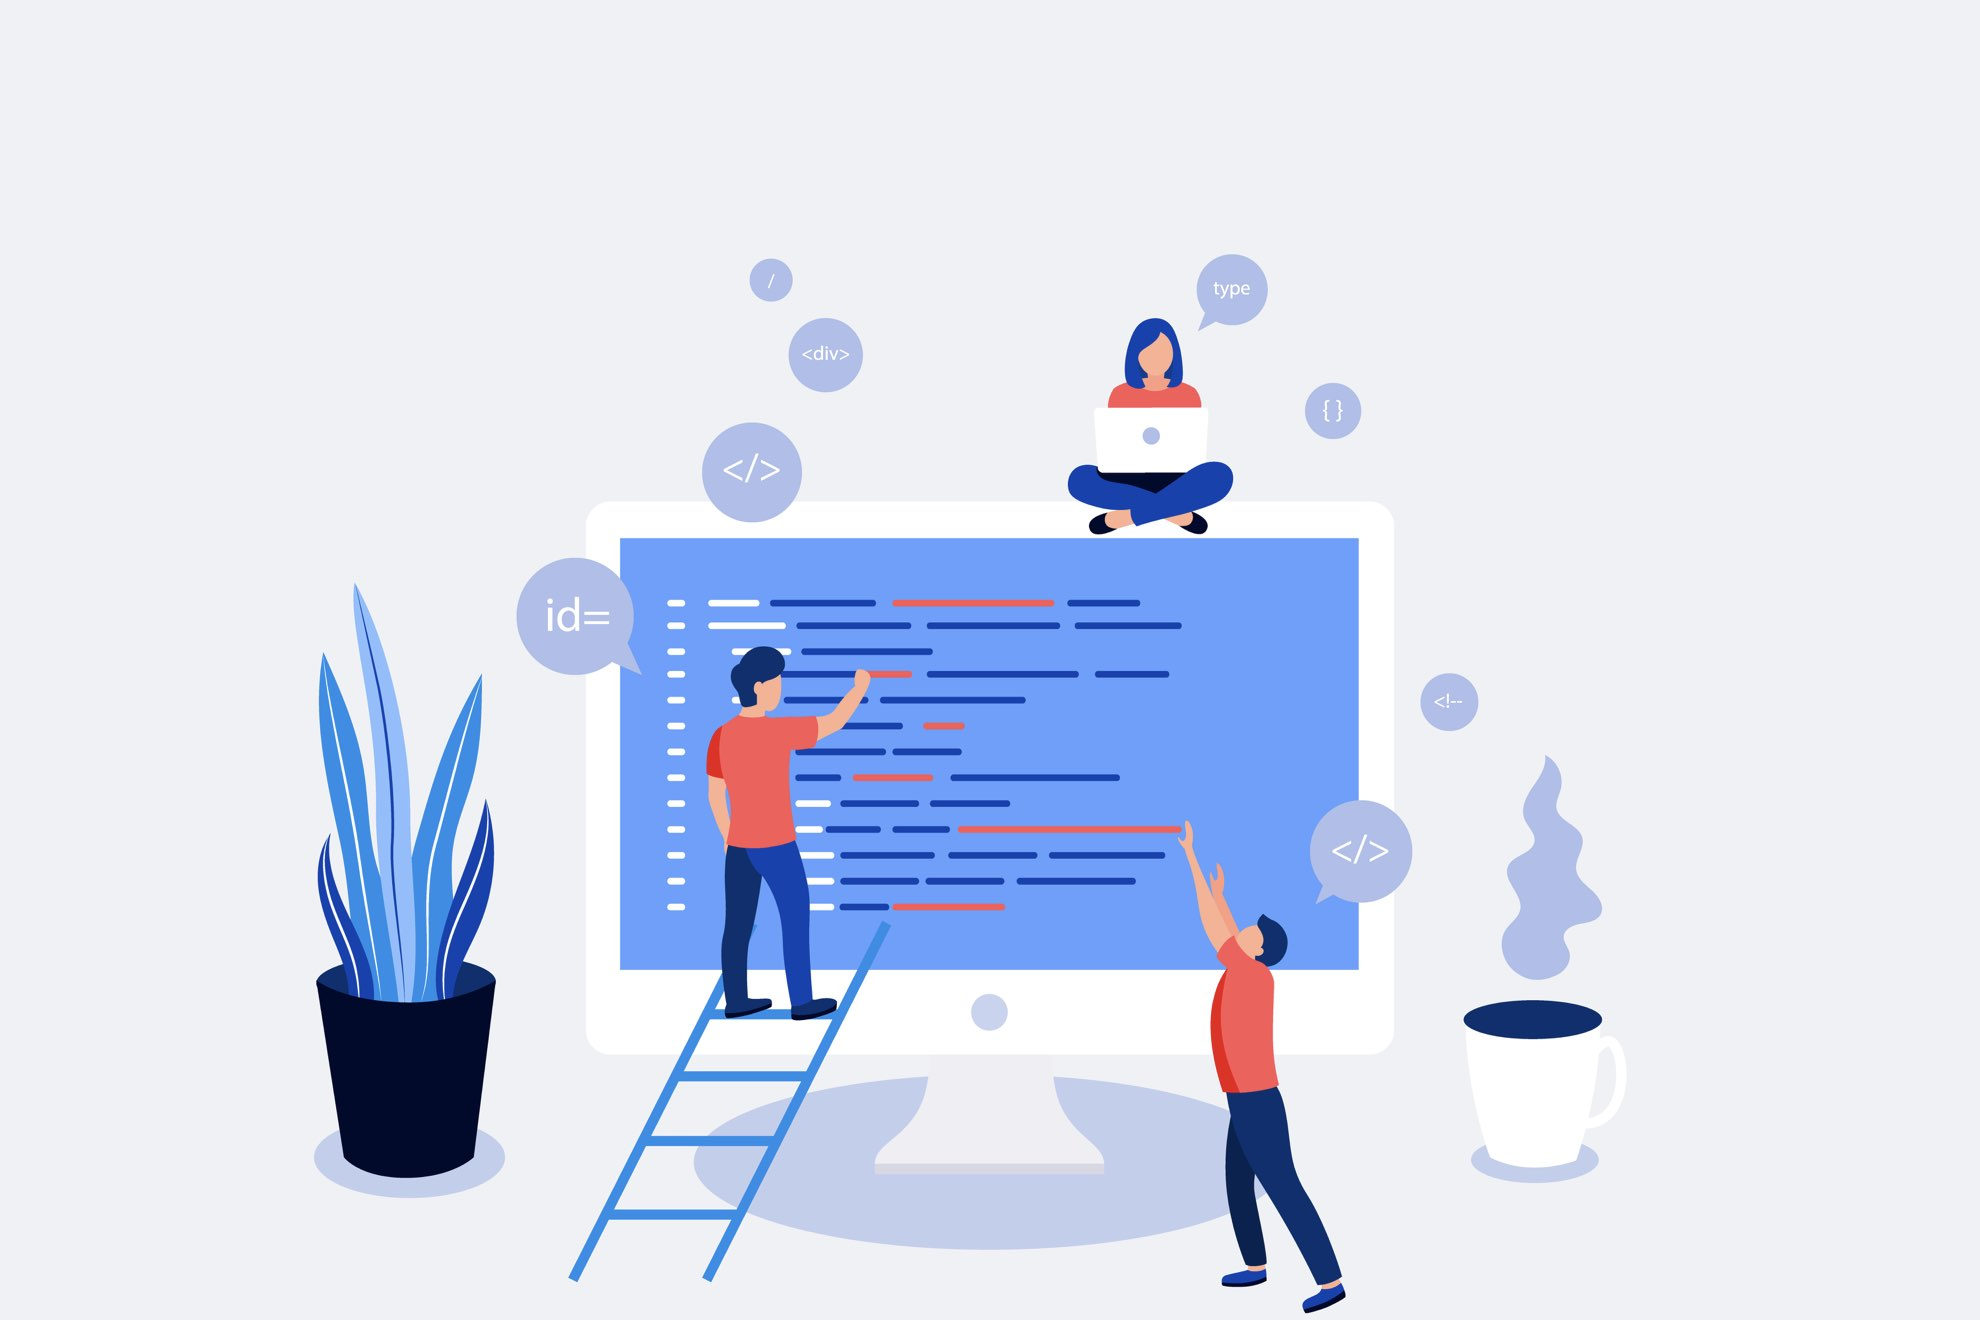 /
type
<div>
{ }
</>
id=
<!--
</>